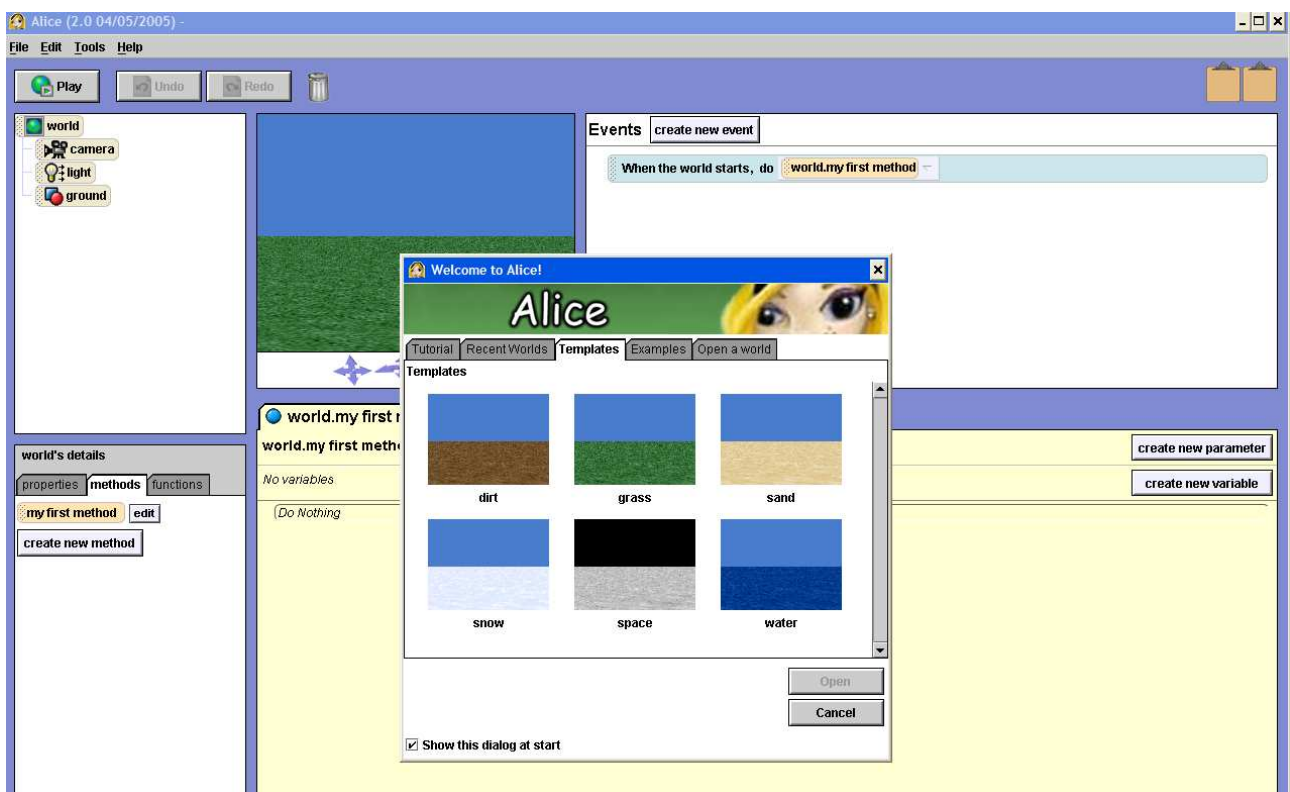 Alice (2.0 04/05/2005) -
File Edit Tools Help
Play Undo Redo
world
camera
light
ground
Events create new event
When the world starts, do world.my first method
Welcome to Alice!
Alice
Tutorial Recent Worlds Templates Examples Open a world
Templates
dirt grass sand
snow space water
Open
Cancel
Show this dialog at start
world.my first
world.my first
create new parameter
No variables
create new variable
Do Nothing
world's details
properties methods functions
my first method edit
create new method